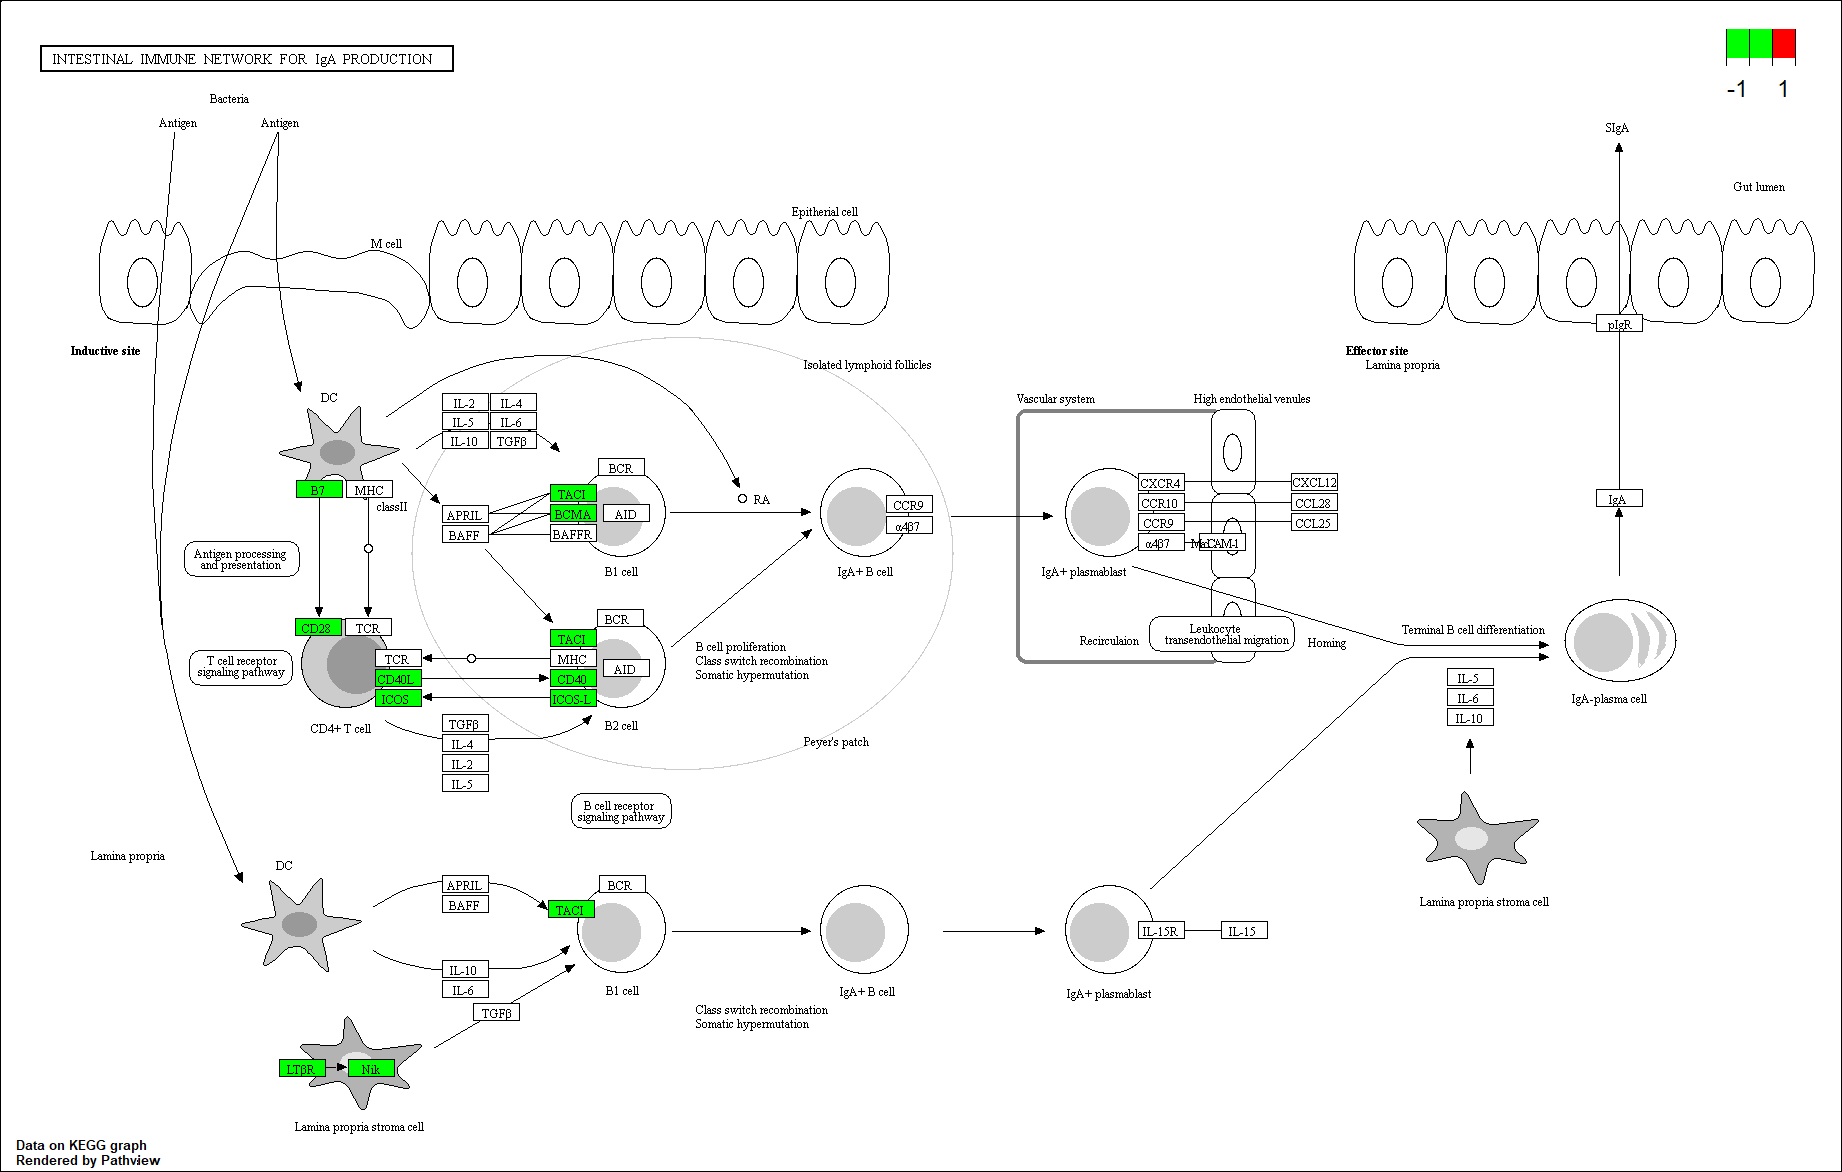 INTESTINAL IMMUNE NETWORK FOR IgA PRODUCTION
-1 1
Bacteria
Antigen
Antigen
SIgA
Gut lumen
Epitherial cell
M cell
pIgR
Inductive site
Effector site
Lamina propria
Isolated lymphoid follicles
DC
IL-2
IL-4
IL-5
IL-6
IL-10
TGFβ
Vascular system
High endothelial venules
B7
MHC
classII
APRIL
BAFF
TACI
BCMA
BAFFR
BCR
AID
B1 cell
RA
CCR9
α4β7
IgA+ B cell
CXCR4
CCR10
CCR9
α4β7
MadCAM-1
CXCL12
CCL28
CCL25
IgA+ plasmablast
IgA
Antigen processing
and presentation
CD28
TCR
T cell receptor
signaling pathway
TCR
CD40L
ICOS
CD4+ T cell
TACI
MHC
CD40
ICOS-L
BCR
AID
B2 cell
B cell proliferation
Class switch recombination
Somatic hypermutation
Recirculaion
Leukocyte
transendothelial migration
Homing
Terminal B cell differentiation
IL-5
IL-6
IL-10
IgA-plasma cell
TGFβ
IL-4
IL-2
IL-5
Peyer's patch
B cell receptor
signaling pathway
Lamina propria
DC
APRIL
BAFF
TACI
BCR
IL-10
IL-6
TGFβ
B1 cell
IgA+ B cell
IL-15R
IL-15
IgA+ plasmablast
Class switch recombination
Somatic hypermutation
Lamina propria stroma cell
LTβR
Nik
Lamina propria stroma cell
Data on KEGG graph
Rendered by Pathview